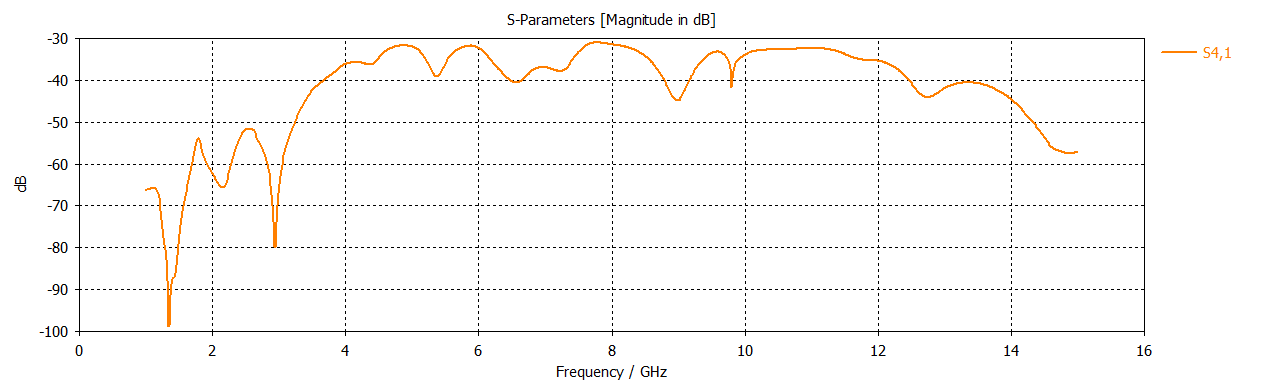 S-Parameters [Magnitude in dB]
-30
-40
-50
-60
-70
-80
-90
-100
dB
0 2 4 6 8 10 12 14 16
Frequency / GHz
S4,1